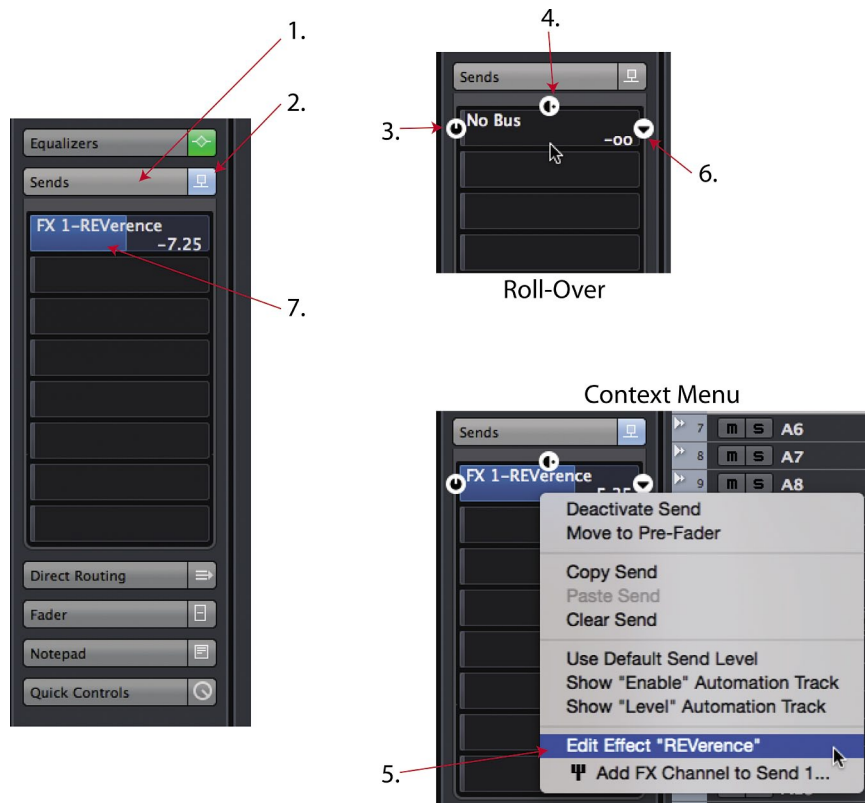 1.
2.
Equalizers
Sends
FX 1-REVerence
-7.25
7.
Direct Routing
Fader
Notepad
Quick Controls
4.
Sends
3.
No Bus
-oo
6.
Roll-Over
Context Menu
Sends
7 m S A6
8 m S A7
9 m S A8
FX 1-REVerence
Deactivate Send
Move to Pre-Fader
Copy Send
Paste Send
Clear Send
Use Default Send Level
Show "Enable" Automation Track
Show "Level" Automation Track
5.
Edit Effect "REVerence"
Add FX Channel to Send 1...